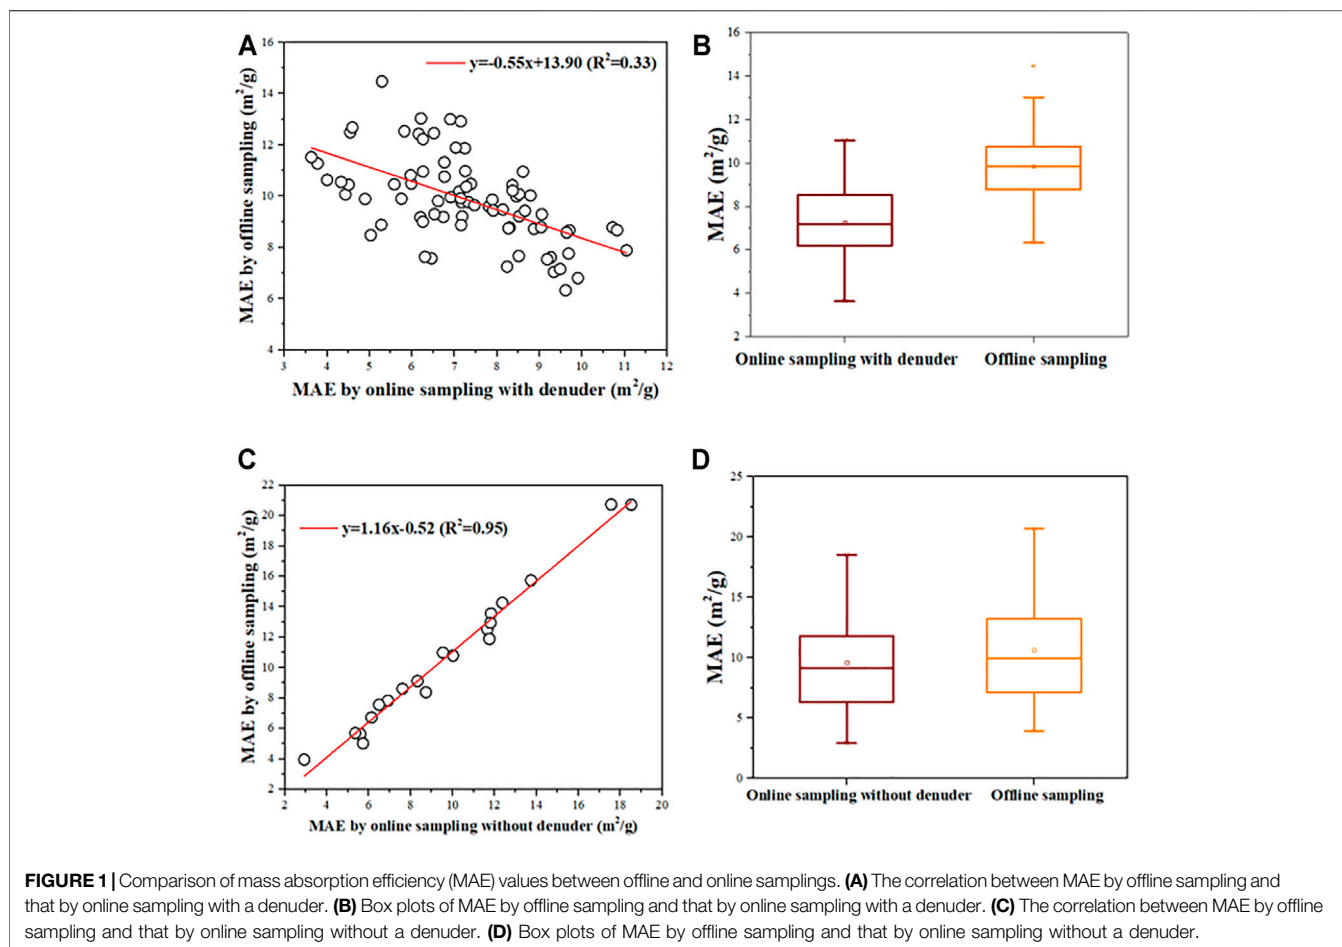 A
16
14
12
10
8
6
4
MAE by offline sampling (m²/g)
y=-0.55x+13.90 (R²=0.33)
3 4 5 6 7 8 9 10 11 12
MAE by online sampling with denuder (m²/g)
B
16
14
12
10
8
6
4
2
MAE (m²/g)
Online sampling with denuder Offline sampling
C
22
20
18
16
14
12
10
8
6
4
2
MAE by offline sampling (m²/g)
y=1.16x-0.52 (R²=0.95)
2 4 6 8 10 12 14 16 18 20
MAE by online sampling without denuder (m²/g)
D
25
20
15
10
5
0
MAE (m²/g)
Online sampling without denuder Offline sampling
FIGURE 1 | Comparison of mass absorption efficiency (MAE) values between offline and online samplings. (A) The correlation between MAE by offline sampling and
that by online sampling with a denuder. (B) Box plots of MAE by offline sampling and that by online sampling with a denuder. (C) The correlation between MAE by offline
sampling and that by online sampling without a denuder. (D) Box plots of MAE by offline sampling and that by online sampling without a denuder.